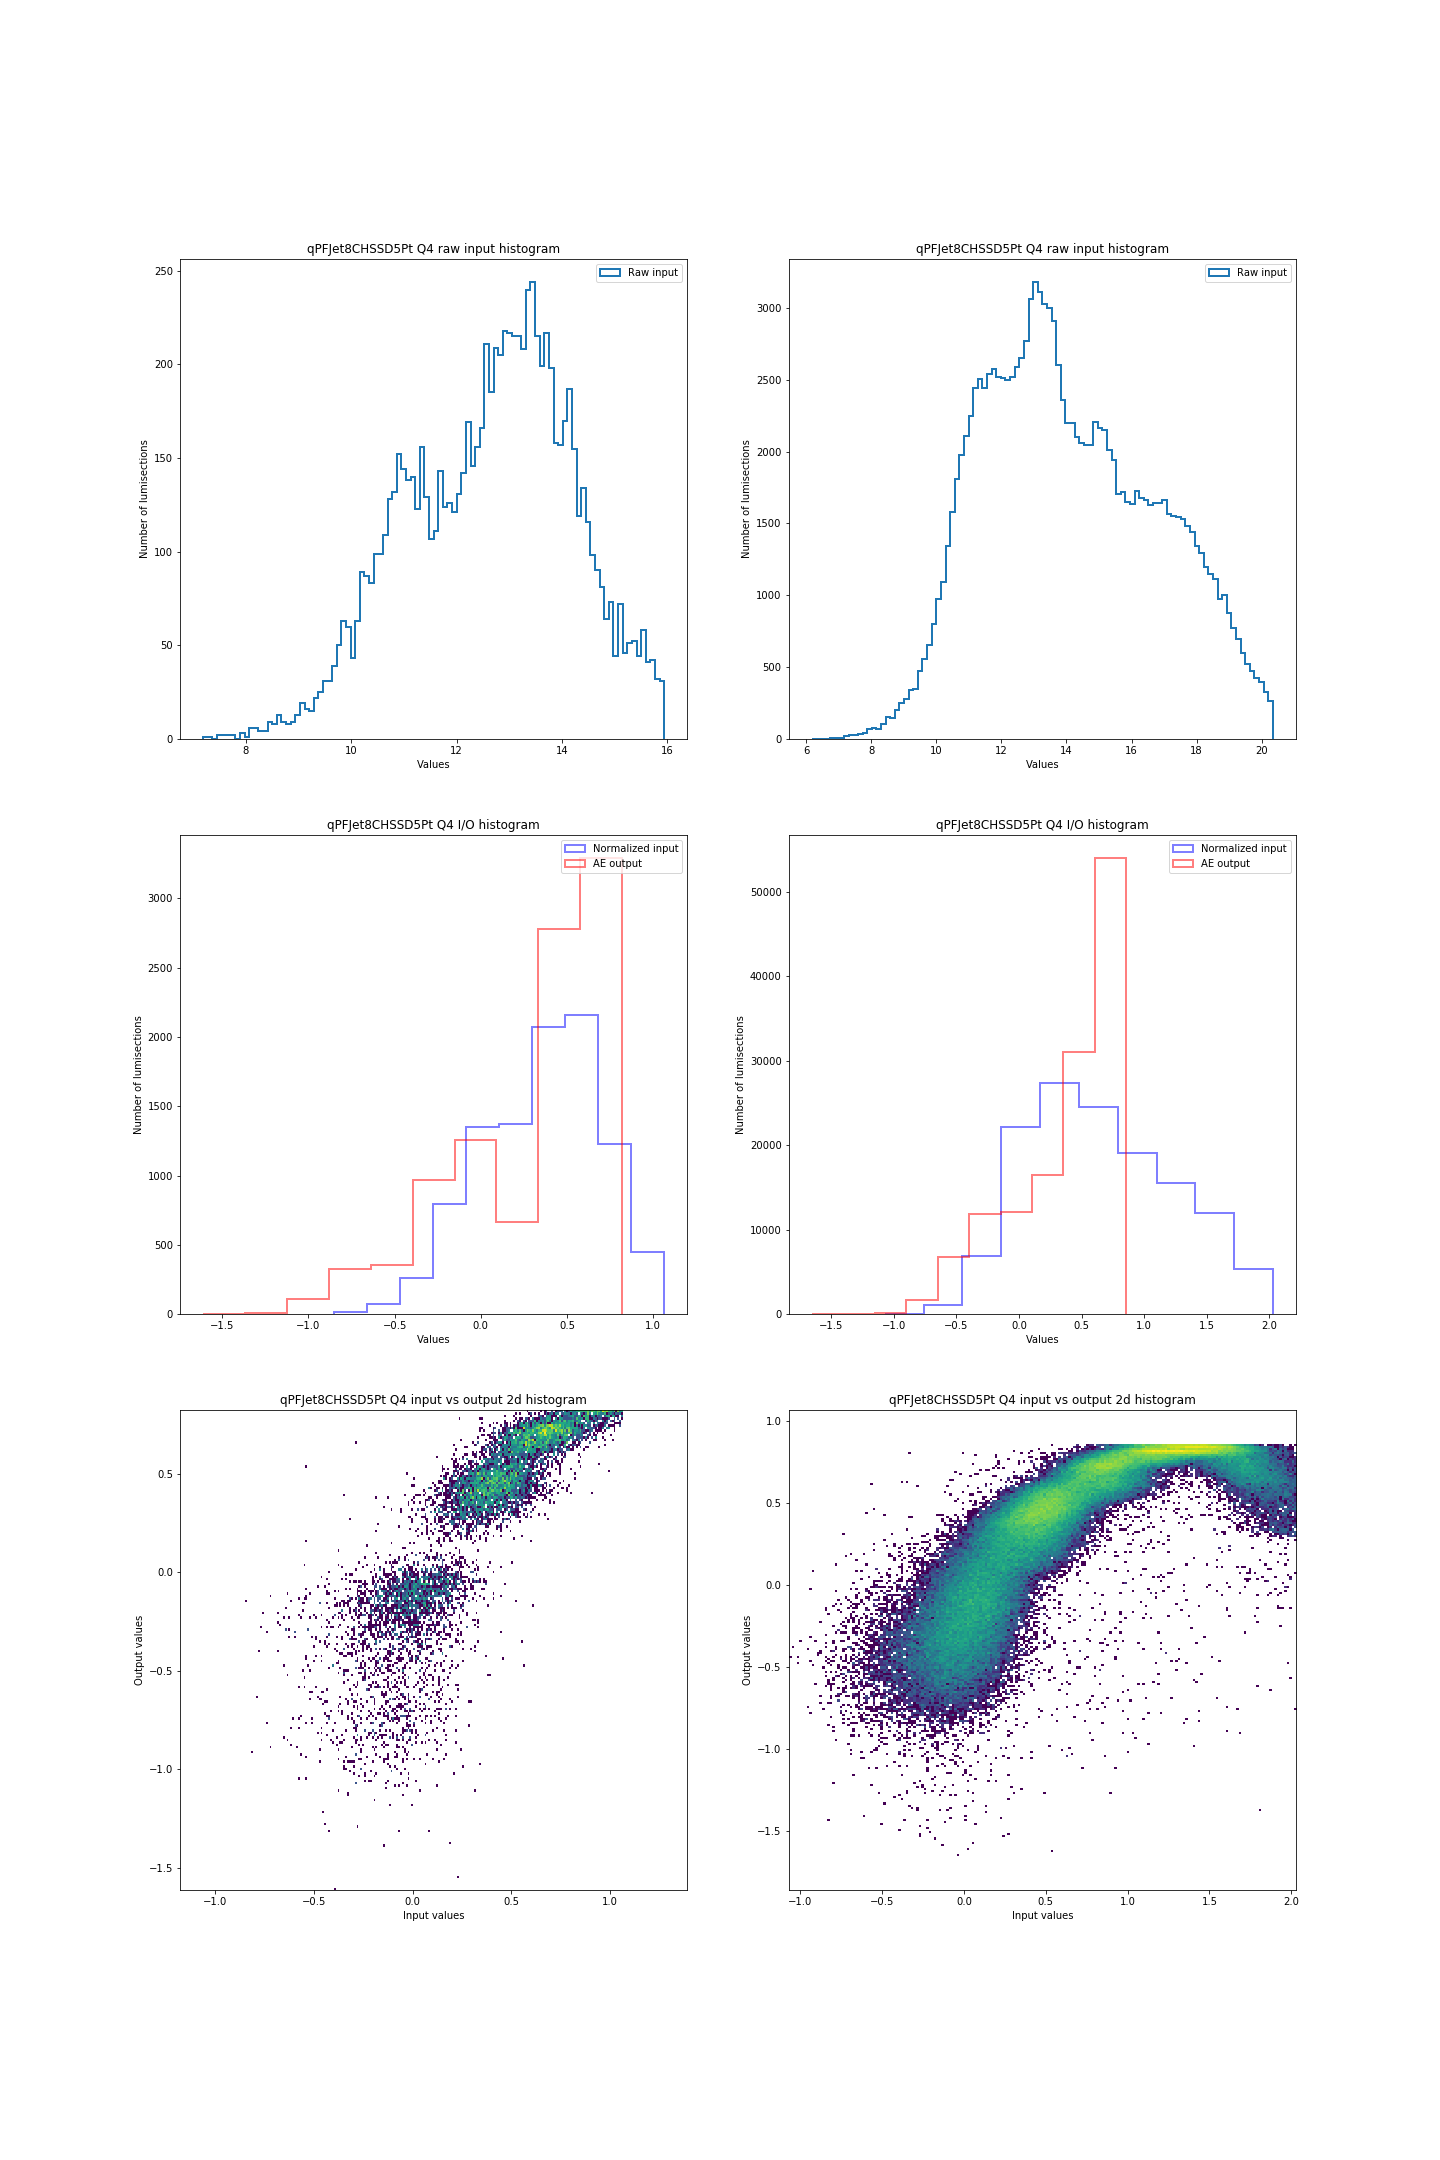 qPFJet8CHSSD5Pt Q4 raw input histogram
Raw input
250
200
150
100
50
0
8 10 12 14 16
Number of lumisections
Values
qPFJet8CHSSD5Pt Q4 raw input histogram
Raw input
3000
2500
2000
1500
1000
500
0
6 8 10 12 14 16 18 20
Number of lumisections
Values
qPFJet8CHSSD5Pt Q4 I/O histogram
Normalized input
AE output
3000
2500
2000
1500
1000
500
0
−1.5 −1.0 −0.5 0.0 0.5 1.0
Number of lumisections
Values
qPFJet8CHSSD5Pt Q4 I/O histogram
Normalized input
AE output
50000
40000
30000
20000
10000
0
−1.5 −1.0 −0.5 0.0 0.5 1.0 1.5 2.0
Number of lumisections
Values
qPFJet8CHSSD5Pt Q4 input vs output 2d histogram
0.5
0.0
−0.5
−1.0
−1.5
−1.0 −0.5 0.0 0.5 1.0
Output values
Input values
qPFJet8CHSSD5Pt Q4 input vs output 2d histogram
1.0
0.5
0.0
−0.5
−1.0
−1.5
−1.0 −0.5 0.0 0.5 1.0 1.5 2.0
Output values
Input values